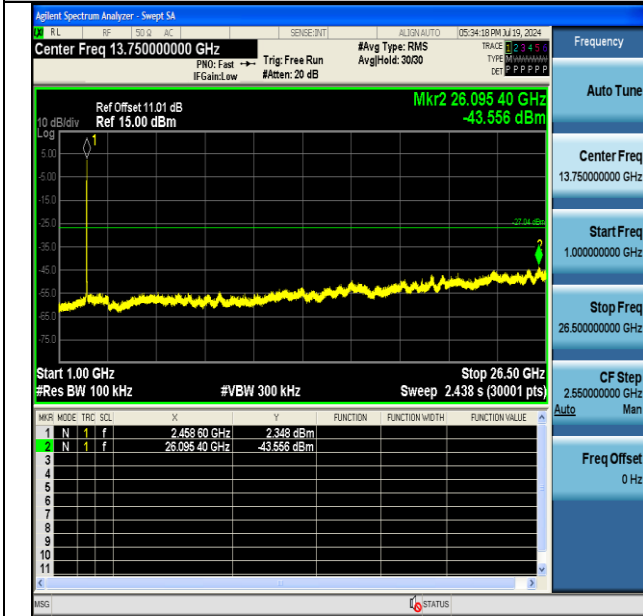 Agilent Spectrum Analyzer - Swept SA
RL RF 50 Ω AC SENSE:INT ALIGN AUTO 05:34:18 PM Jul 19, 2024
Center Freq 13.750000000 GHz #Avg Type: RMS TRACE 1 2 3 4 5 6
PNO: Fast Trig: Free Run Avg|Hold: 30/30 TYPE M
IFGain:Low #Atten: 20 dB DET P P P P P P
Mkr2 26.095 40 GHz
-43.556 dBm
Ref Offset 11.01 dB
10 dB/div Ref 15.00 dBm
Log
1
5.00
-5.00
-15.0
-25.0
-27.04 dBm
2
-35.0
-45.0
-55.0
-65.0
-75.0
Start 1.00 GHz Stop 26.50 GHz
#Res BW 100 kHz #VBW 300 kHz Sweep 2.438 s (30001 pts)
MKR MODE TRC SCL X Y FUNCTION FUNCTION WIDTH FUNCTION VALUE
1 N 1 f 2.458 60 GHz 2.348 dBm
2 N 1 f 26.095 40 GHz -43.556 dBm
3
4
5
6
7
8
9
10
11
MSG STATUS
Frequency
Auto Tune
Center Freq
13.750000000 GHz
Start Freq
1.000000000 GHz
Stop Freq
26.500000000 GHz
CF Step
2.550000000 GHz
Auto Man
Freq Offset
0 Hz